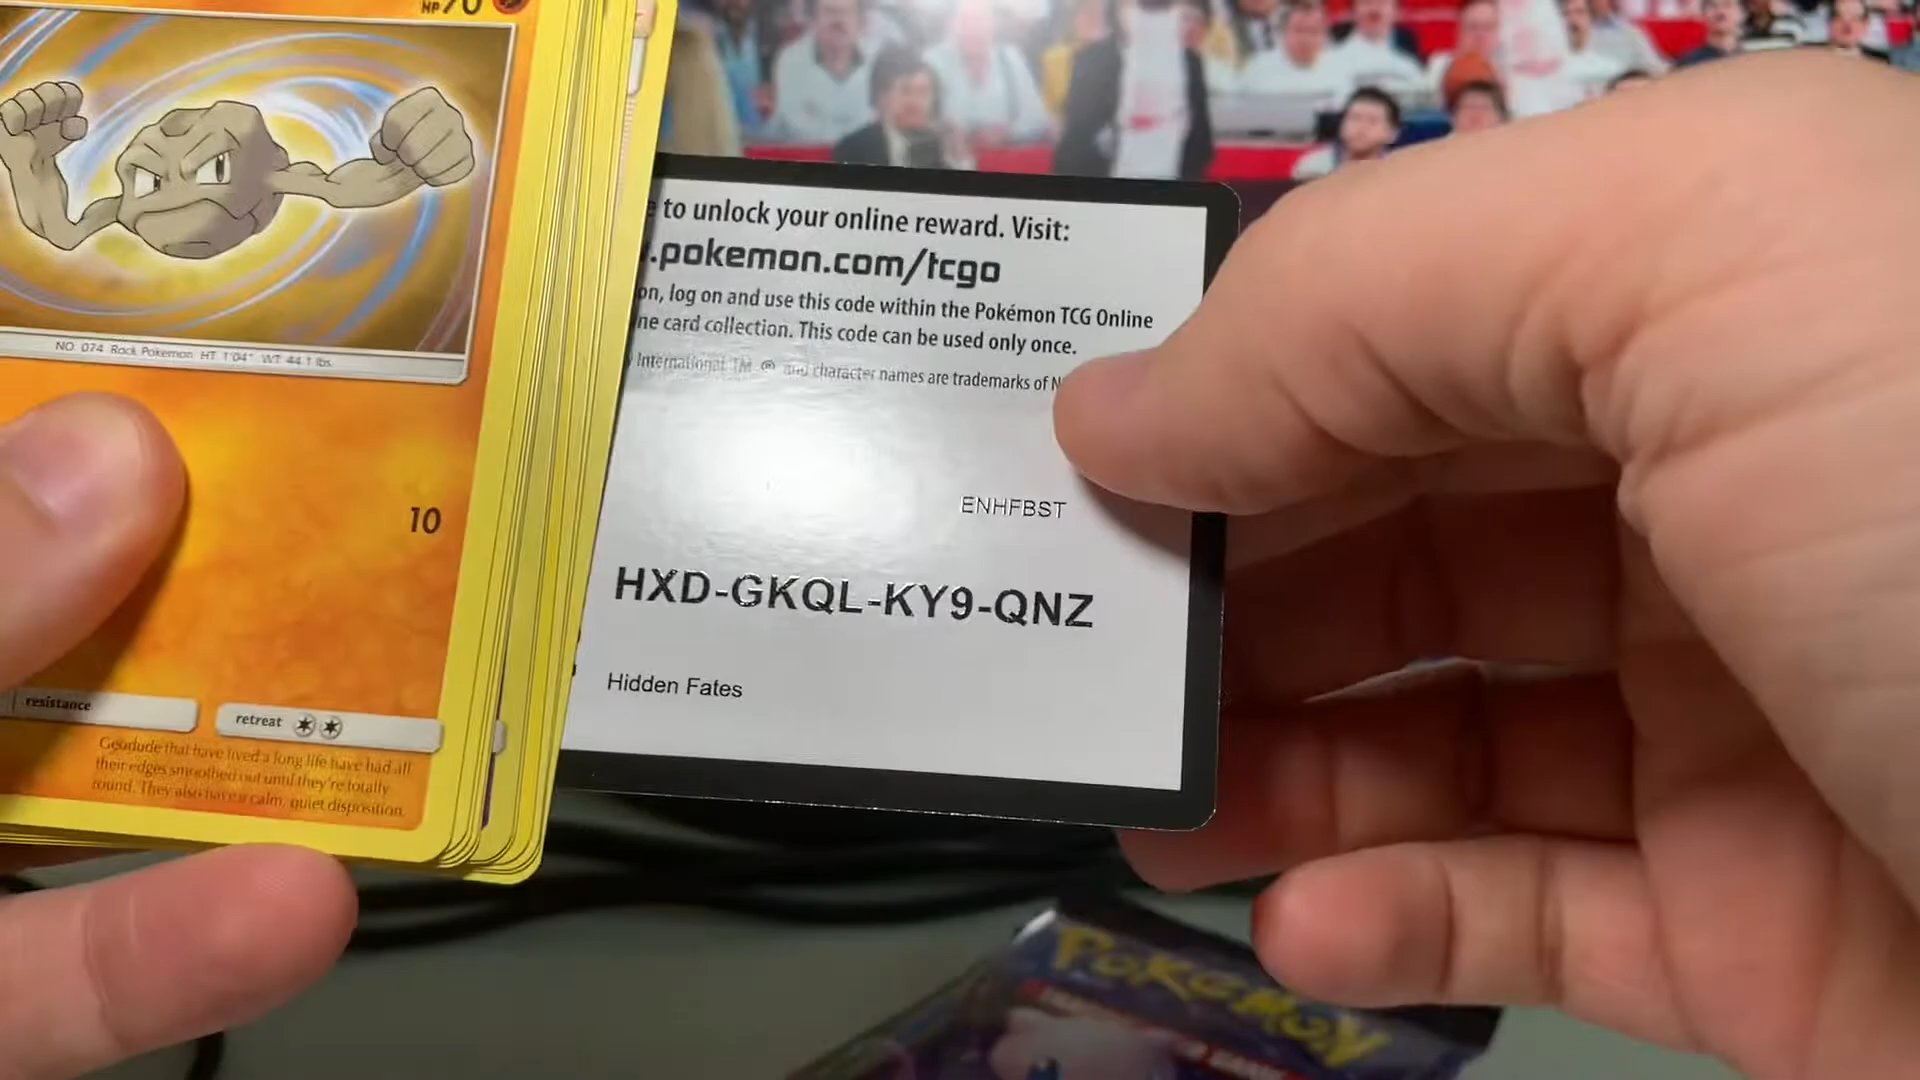 HP 70
NO. 074 Rock Pokémon HT 1'04" WT 44.1 lbs.
10
resistance
retreat
Geodude that have lived a long life have had all
their edges smoothed out until they're totally
round. They also have a calm, quiet disposition.
to unlock your online reward. Visit:
.pokemon.com/tcgo
on, log on and use this code within the Pokémon TCG Online
ne card collection. This code can be used only once.
International. TM, ® and character names are trademarks of N
ENHFBST
HXD-GKQL-KY9-QNZ
Hidden Fates
POKÉMON